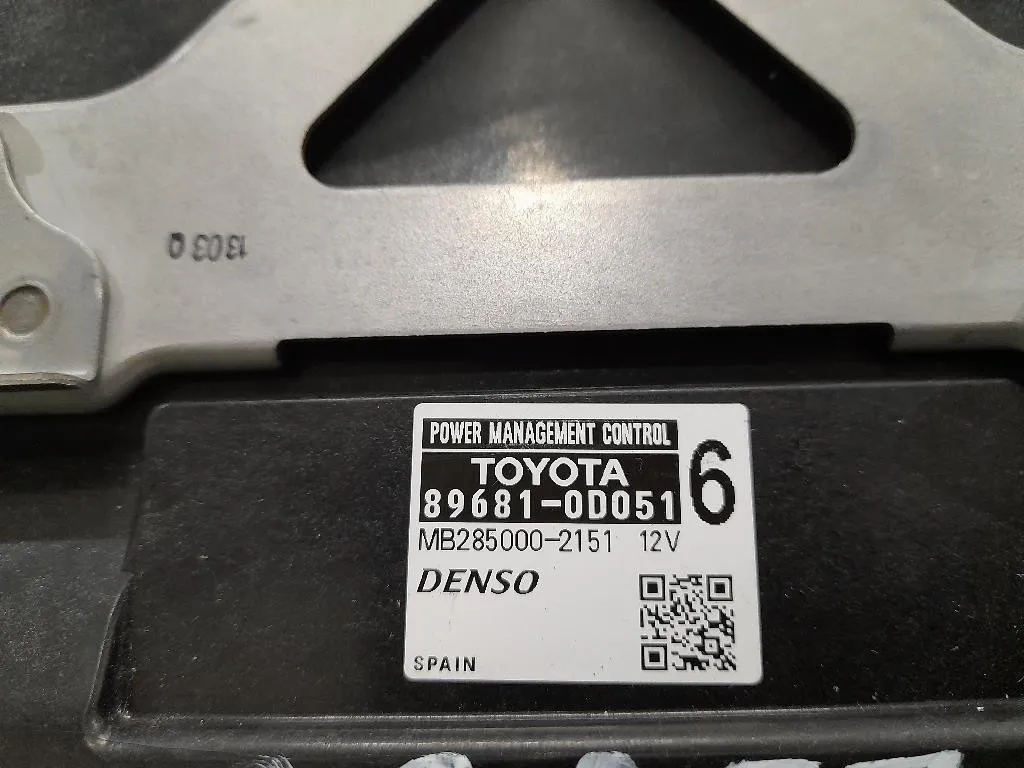 1303 Q
POWER MANAGEMENT CONTROL
TOYOTA
89681-0D051
6
MB285000-2151 12V
DENSO
SPAIN